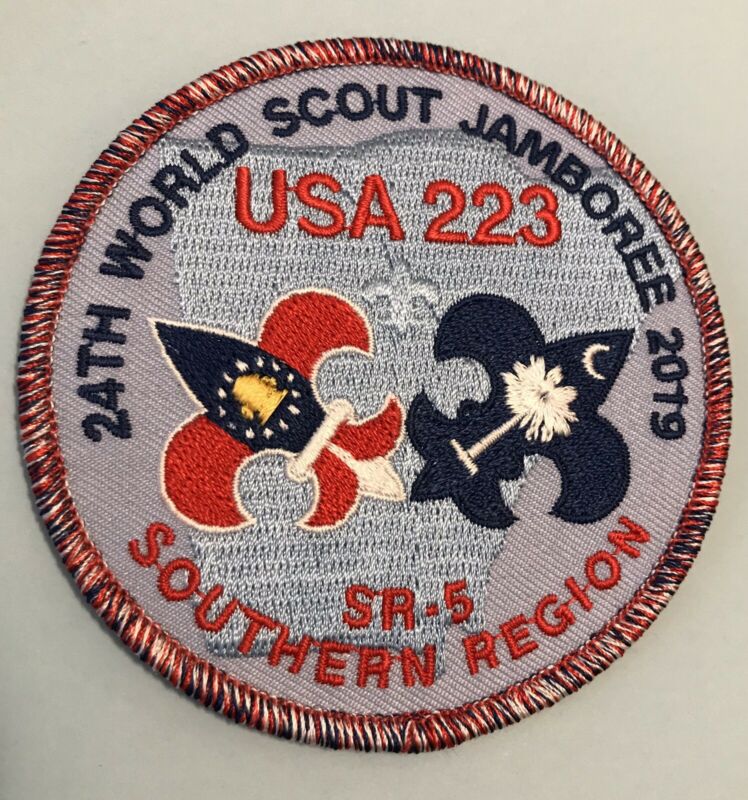 24TH WORLD SCOUT JAMBOREE 2019
USA 223
SR-5
SOUTHERN REGION